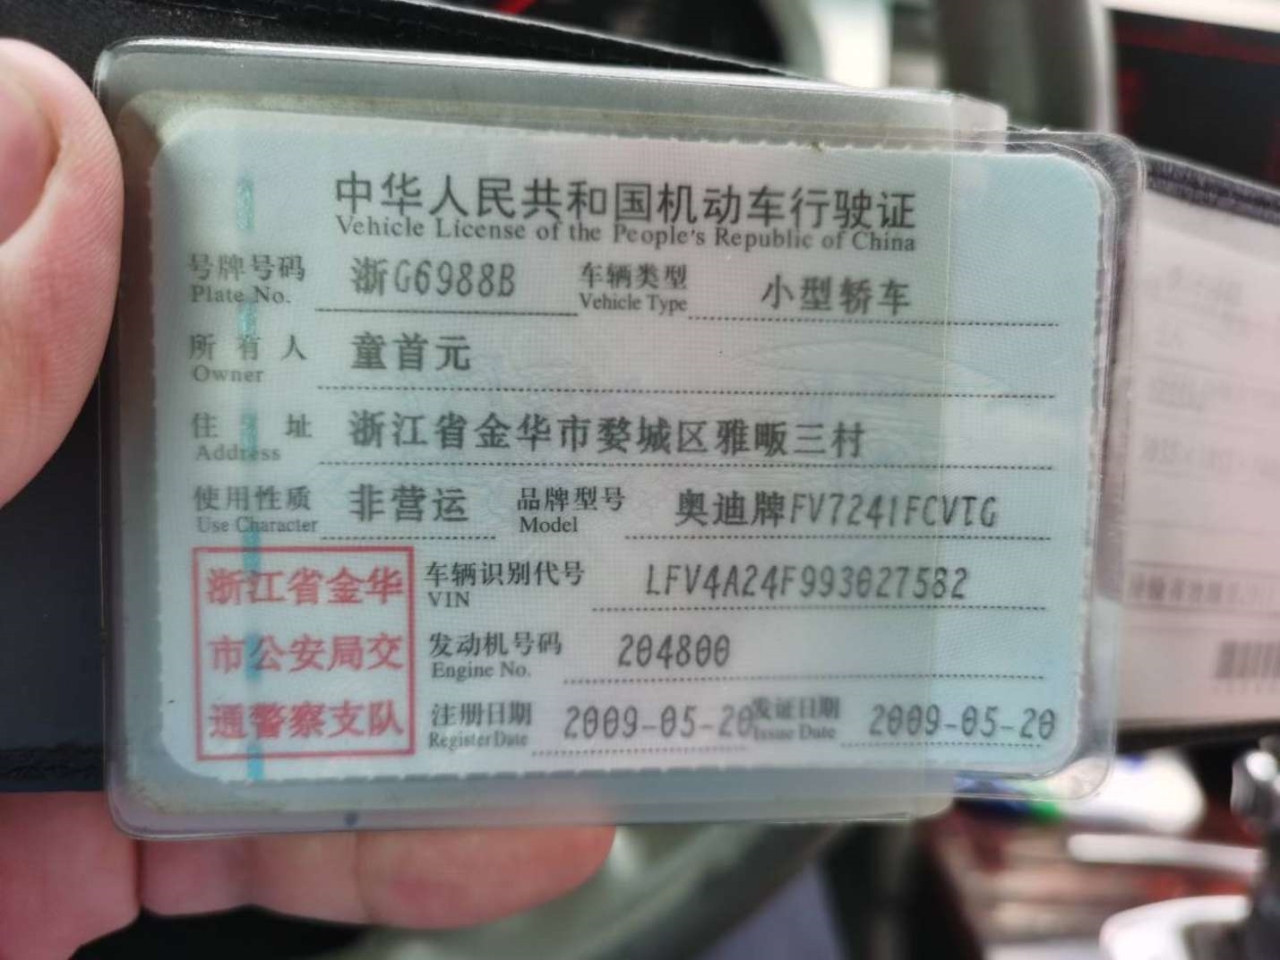 中华人民共和国机动车行驶证
Vehicle License of the People's Republic of China
号牌号码 浙G6988B 车辆类型 小型轿车
Plate No. Vehicle Type
所有人 童首元
Owner
住址 浙江省金华市婺城区雅畈三村
Address
使用性质 非营运 品牌型号 奥迪牌FV7241FCVTG
Use Character Model
浙江省金华
市公安局交
通警察支队
车辆识别代号 LFV4A24F993027582
VIN
发动机号码 204800
Engine No.
注册日期 2009-05-20 发证日期 2009-05-20
Register Date Issue Date